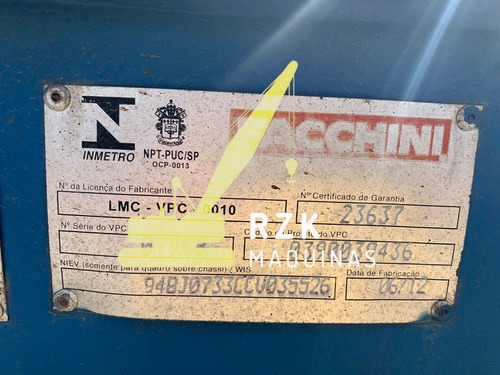 INMETRO
NPT-PUC/SP
OCP-0013
FACCHINI
Nº da Licença do Fabricante
LMC - VPC - 0010
Nº Certificado de Garantia
23637
Nº Série do VPC
do VPC
RZK
MÁQUINAS
NIEV (somente para quadro sobre chassi) / WIS
94BJ0733CCV035526
Data de Fabricação
06/12